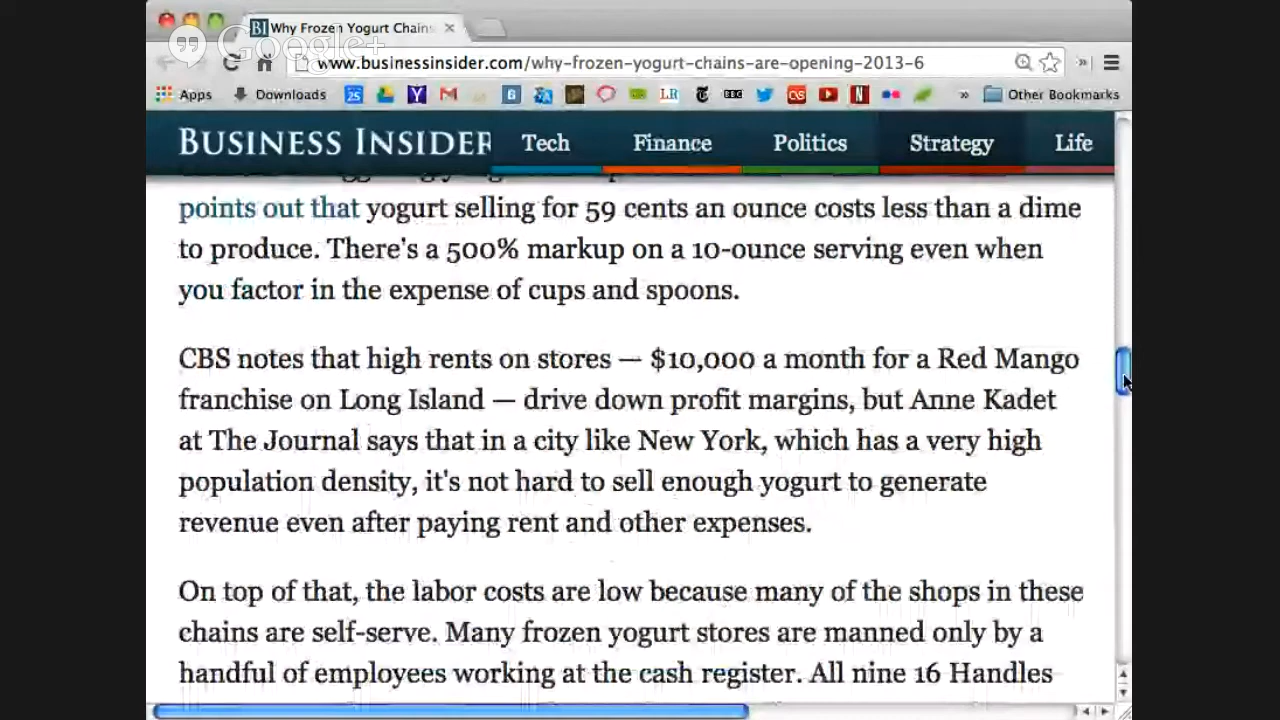 BI Why Frozen Yogurt Chains
Google+
www.businessinsider.com/why-frozen-yogurt-chains-are-opening-2013-6
Apps Downloads 25 Y B LR BBC N Other Bookmarks
BUSINESS INSIDER Tech Finance Politics Strategy Life
points out that yogurt selling for 59 cents an ounce costs less than a dime
to produce. There's a 500% markup on a 10-ounce serving even when
you factor in the expense of cups and spoons.
CBS notes that high rents on stores — $10,000 a month for a Red Mango
franchise on Long Island — drive down profit margins, but Anne Kadet
at The Journal says that in a city like New York, which has a very high
population density, it's not hard to sell enough yogurt to generate
revenue even after paying rent and other expenses.
On top of that, the labor costs are low because many of the shops in these
chains are self-serve. Many frozen yogurt stores are manned only by a
handful of employees working at the cash register. All nine 16 Handles